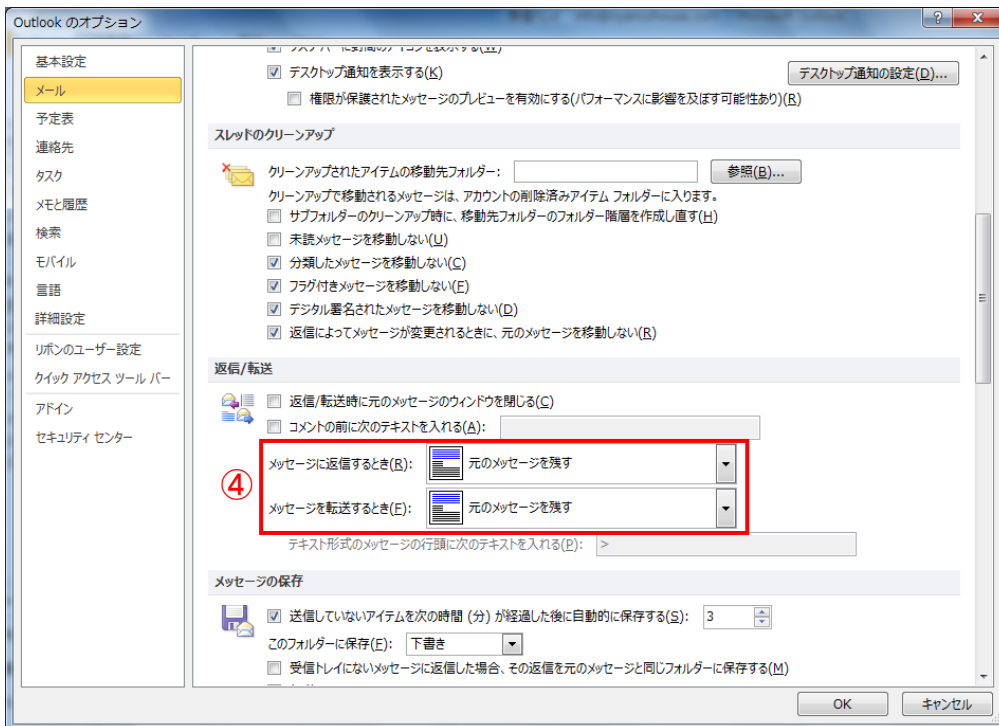 Outlook のオプション
基本設定
メール
予定表
連絡先
タスク
メモと履歴
検索
モバイル
言語
詳細設定
リボンのユーザー設定
クイック アクセス ツール バー
アドイン
セキュリティ センター
デスクトップ通知を表示する(K)
デスクトップ通知の設定(D)...
権限が保護されたメッセージのプレビューを有効にする(パフォーマンスに影響を及ぼす可能性あり)(R)
スレッドのクリーンアップ
クリーンアップされたアイテムの移動先フォルダー:
参照(B)...
クリーンアップで移動されるメッセージは、アカウントの削除済みアイテム フォルダーに入ります。
サブフォルダーのクリーンアップ時に、移動先フォルダーのフォルダー階層を作成し直す(H)
未読メッセージを移動しない(U)
分類したメッセージを移動しない(C)
フラグ付きメッセージを移動しない(F)
デジタル署名されたメッセージを移動しない(D)
返信によってメッセージが変更されるときに、元のメッセージを移動しない(R)
返信/転送
返信/転送時に元のメッセージのウィンドウを閉じる(C)
コメントの前に次のテキストを入れる(A):
④
メッセージに返信するとき(R): 元のメッセージを残す
メッセージを転送するとき(F): 元のメッセージを残す
テキスト形式のメッセージの行頭に次のテキストを入れる(P): >
メッセージの保存
送信していないアイテムを次の時間 (分) が経過した後に自動的に保存する(S): 3
このフォルダーに保存(F): 下書き
受信トレイにないメッセージに返信した場合、その返信を元のメッセージと同じフォルダーに保存する(M)
OK
キャンセル